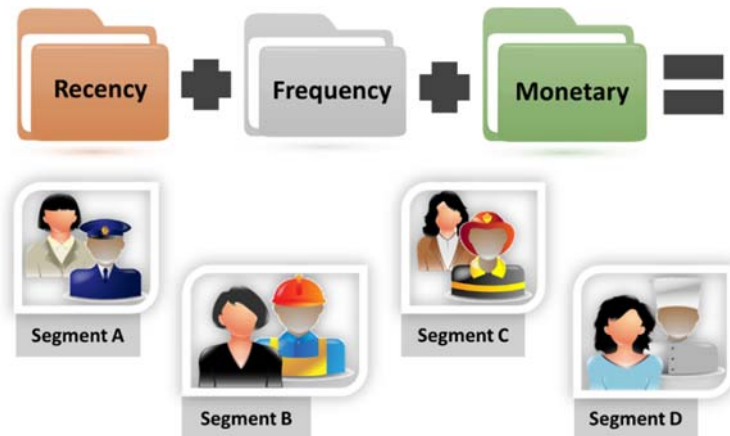 Recency
Frequency
Monetary
Segment A
Segment B
Segment C
Segment D